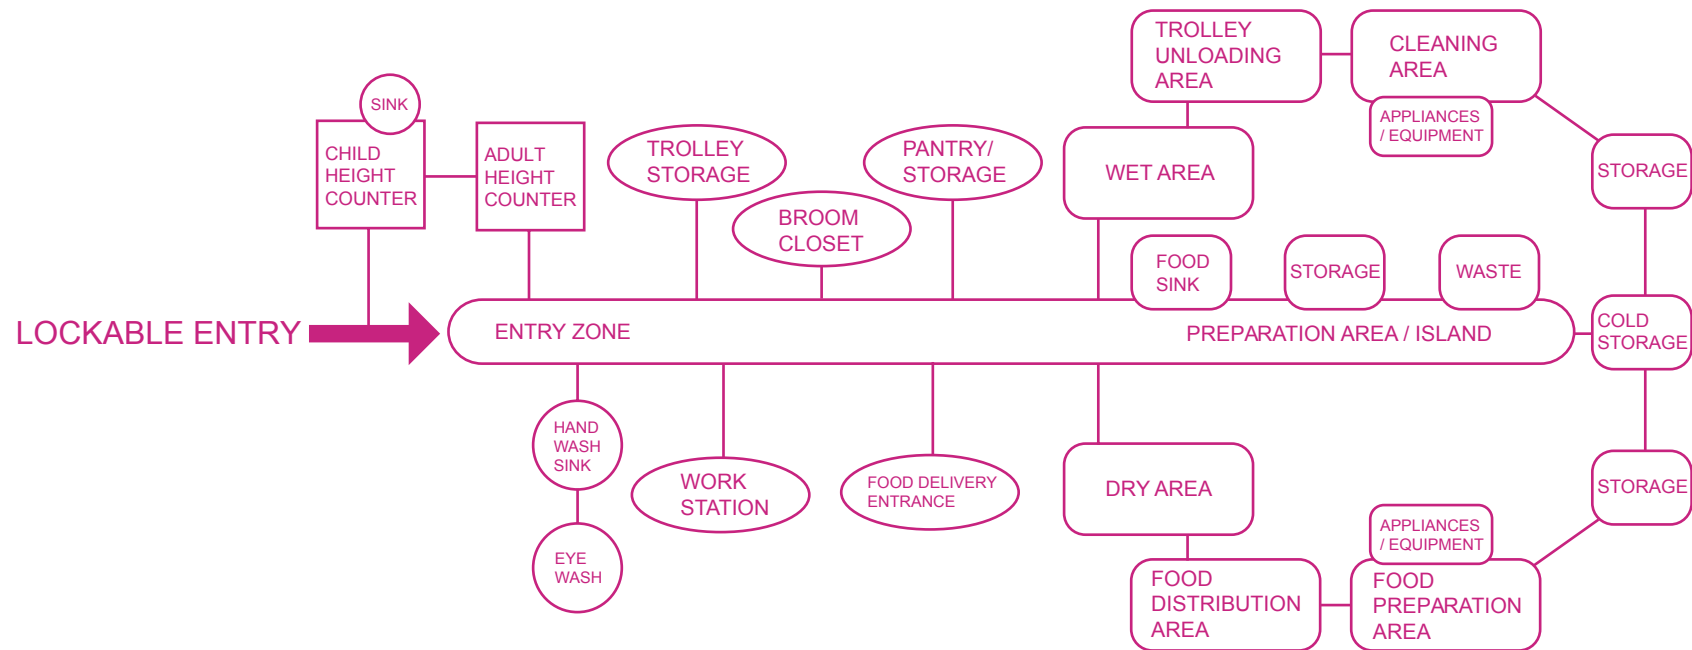 TROLLEY
UNLOADING
AREA
CLEANING
AREA
APPLIANCES
/ EQUIPMENT
SINK
CHILD
HEIGHT
COUNTER
ADULT
HEIGHT
COUNTER
TROLLEY
STORAGE
BROOM
CLOSET
PANTRY/
STORAGE
WET AREA
STORAGE
FOOD
SINK
STORAGE
WASTE
LOCKABLE ENTRY
ENTRY ZONE
PREPARATION AREA / ISLAND
COLD
STORAGE
HAND
WASH
SINK
EYE
WASH
WORK
STATION
FOOD DELIVERY
ENTRANCE
DRY AREA
STORAGE
APPLIANCES
/ EQUIPMENT
FOOD
DISTRIBUTION
AREA
FOOD
PREPARATION
AREA